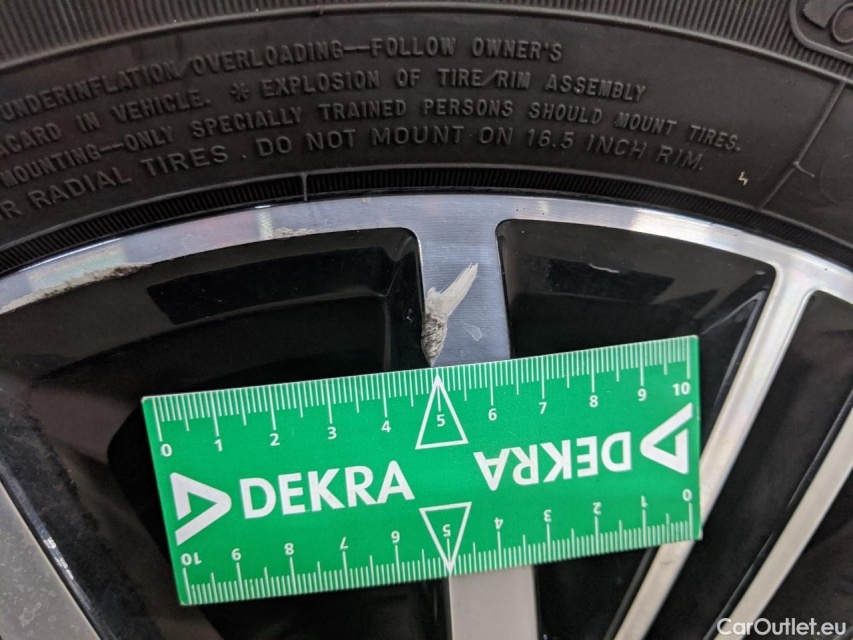 UNDERINFLATION/OVERLOADING—FOLLOW OWNER'S
IN VEHICLE. * EXPLOSION OF TIRE/RIM ASSEMBLY
MOUNTING—ONLY SPECIALLY TRAINED PERSONS SHOULD MOUNT TIRES.
R RADIAL TIRES. DO NOT MOUNT ON 16.5 INCH RIM.
0 1 2 3 4 5 6 7 8 9 10
DEKRA DEKRA
10 9 8 7 6 5 4 3 2 1 0
CarOutlet.eu